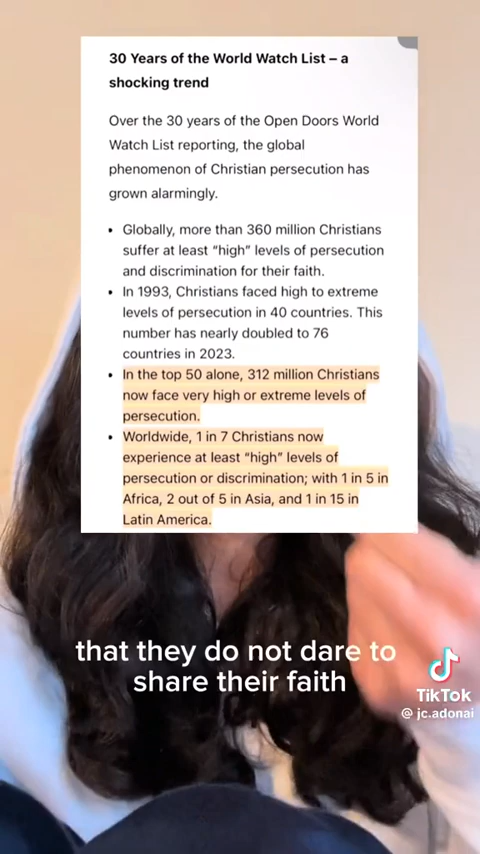 30 Years of the World Watch List – a
shocking trend
Over the 30 years of the Open Doors World
Watch List reporting, the global
phenomenon of Christian persecution has
grown alarmingly.
• Globally, more than 360 million Christians
suffer at least “high” levels of persecution
and discrimination for their faith.
• In 1993, Christians faced high to extreme
levels of persecution in 40 countries. This
number has nearly doubled to 76
countries in 2023.
• In the top 50 alone, 312 million Christians
now face very high or extreme levels of
persecution.
• Worldwide, 1 in 7 Christians now
experience at least “high” levels of
persecution or discrimination; with 1 in 5 in
Africa, 2 out of 5 in Asia, and 1 in 15 in
Latin America.
that they do not dare to
share their faith
TikTok
@ jc.adonai